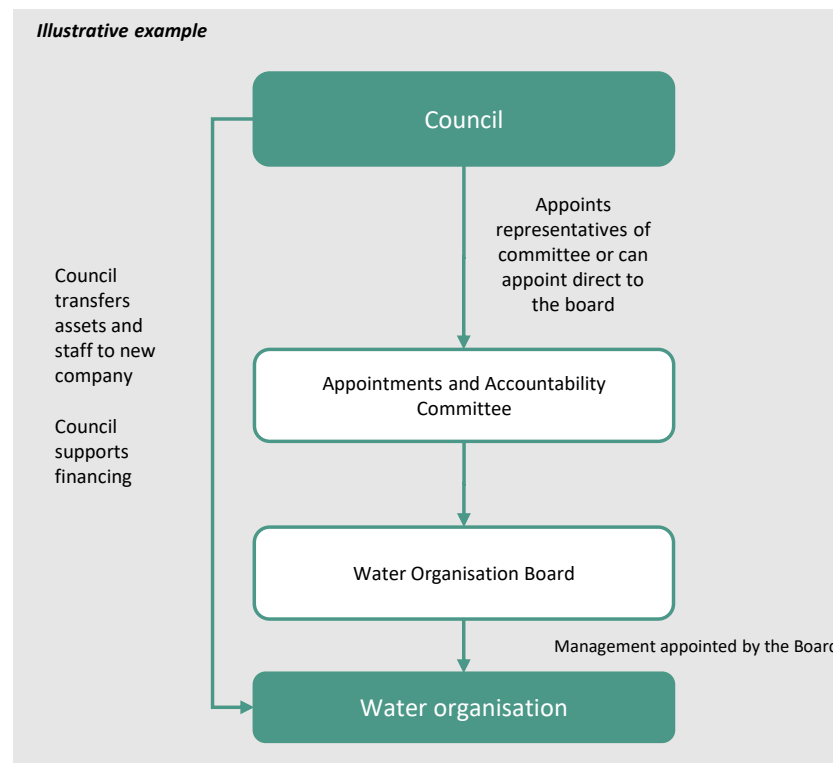 Illustrative example
Council
Appoints
representatives of
committee or can
appoint direct to
the board
Council
transfers
assets and
staff to new
company
Council
supports
financing
Appointments and Accountability
Committee
Water Organisation Board
Management appointed by the Board
Water organisation